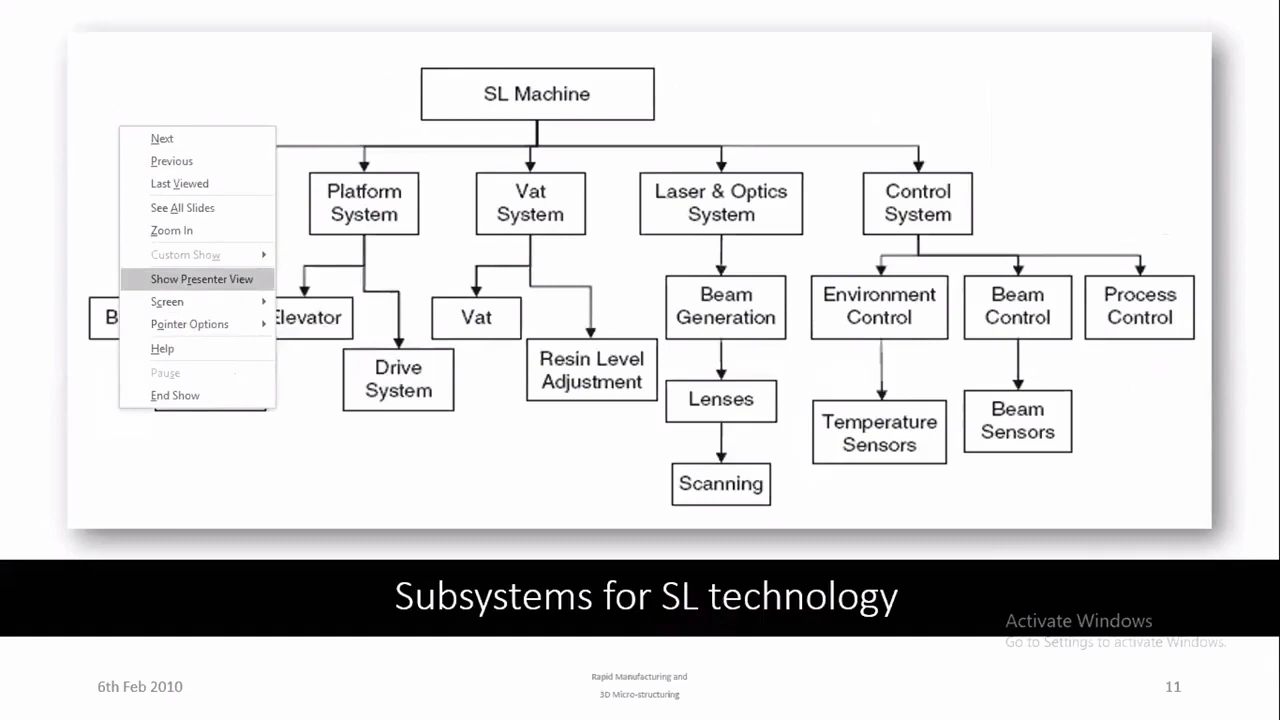 SL Machine
Next
Previous
Last Viewed
See All Slides
Zoom In
Custom Show
Show Presenter View
Screen
Pointer Options
Help
Pause
End Show
Platform
System
Vat
System
Laser & Optics
System
Control
System
B
Elevator
Drive
System
Vat
Resin Level
Adjustment
Beam
Generation
Lenses
Scanning
Environment
Control
Temperature
Sensors
Beam
Control
Beam
Sensors
Process
Control
Subsystems for SL technology
Activate Windows
Go to Settings to activate Windows.
6th Feb 2010
Rapid Manufacturing and
3D Micro-structuring
11